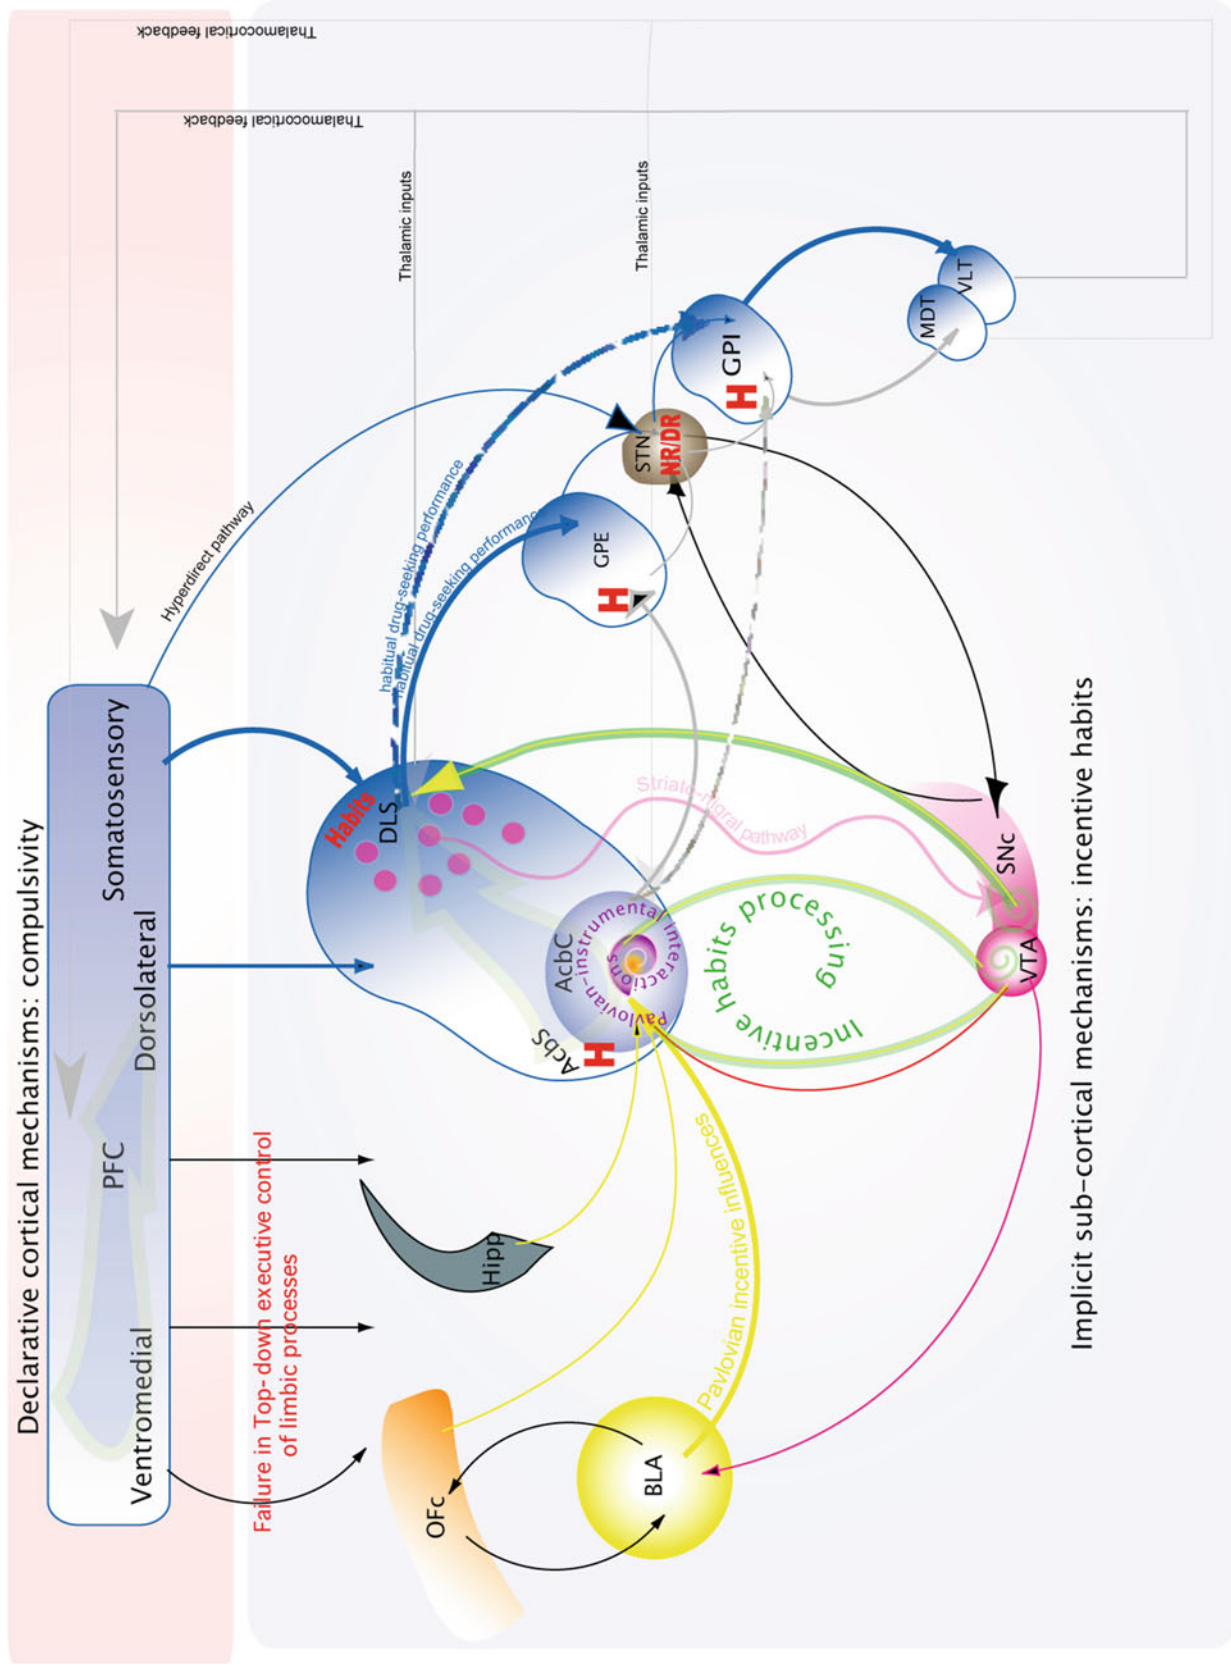 Declarative cortical mechanisms: compulsivity
Ventromedial
PFC
Dorsolateral
Somatosensory
Thalamocortical feedback
Thalamocortical feedback
Failure in Top- down executive control
of limbic processes
Hyperdirect pathway
Thalamic inputs
Thalamic inputs
OFc
Hipp
Habits
DLS
habitual drug-seeking performance
habitual drug-seeking performance
AcbS
H
AcbC
Pavlovian-instrumental interactions
GPE
H
STN
NR/DR
GPI
H
MDT
VLT
BLA
Pavlovian incentive influences
Incentive habits processing
Striato-nigral pathway
VTA
SNc
Implicit sub-cortical mechanisms: incentive habits